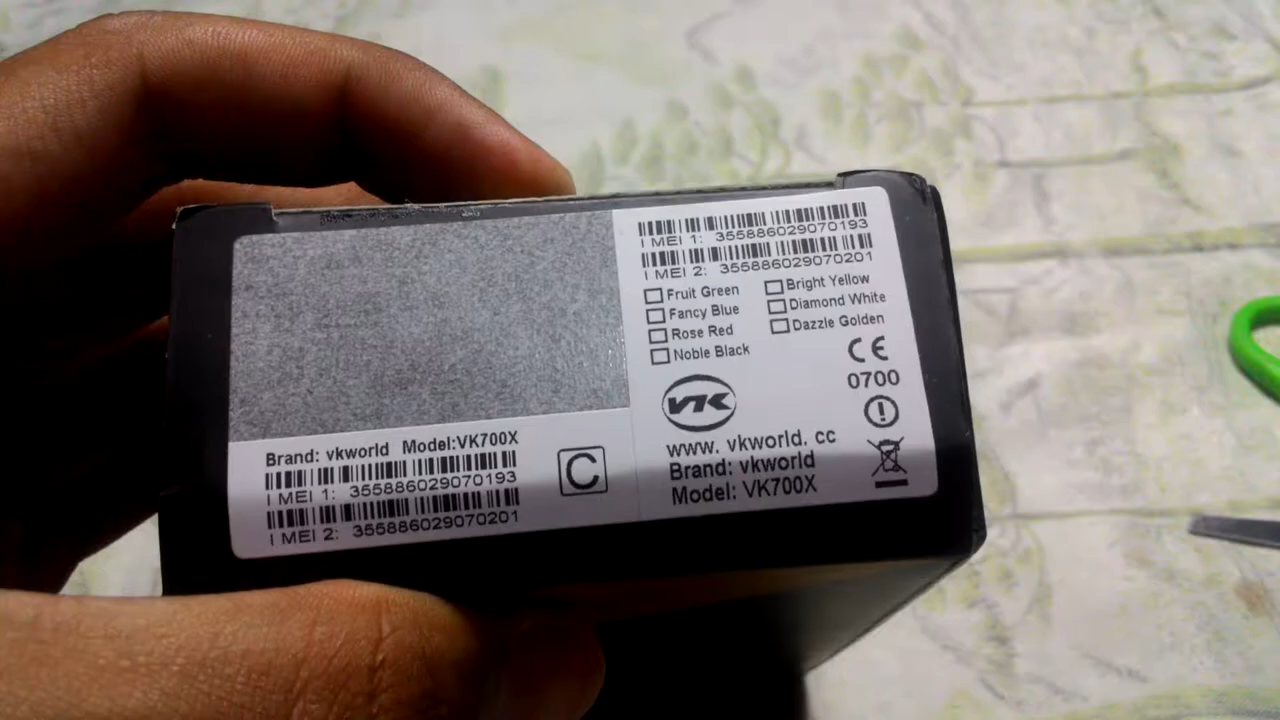 Brand: vkworld Model:VK700X
I MEI 1: 355886029070193
I MEI 2: 355886029070201
C
I MEI 1: 355886029070193
I MEI 2: 355886029070201
Fruit Green
Fancy Blue
Rose Red
Noble Black
Bright Yellow
Diamond White
Dazzle Golden
CE
0700
VK
www. vkworld. cc
Brand: vkworld
Model: VK700X